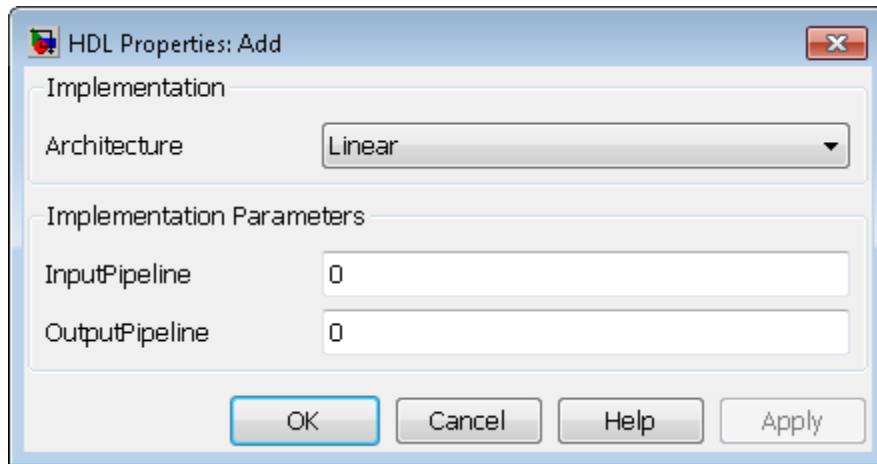 HDL Properties: Add
Implementation
Architecture Linear
Implementation Parameters
InputPipeline 0
OutputPipeline 0
OK Cancel Help Apply